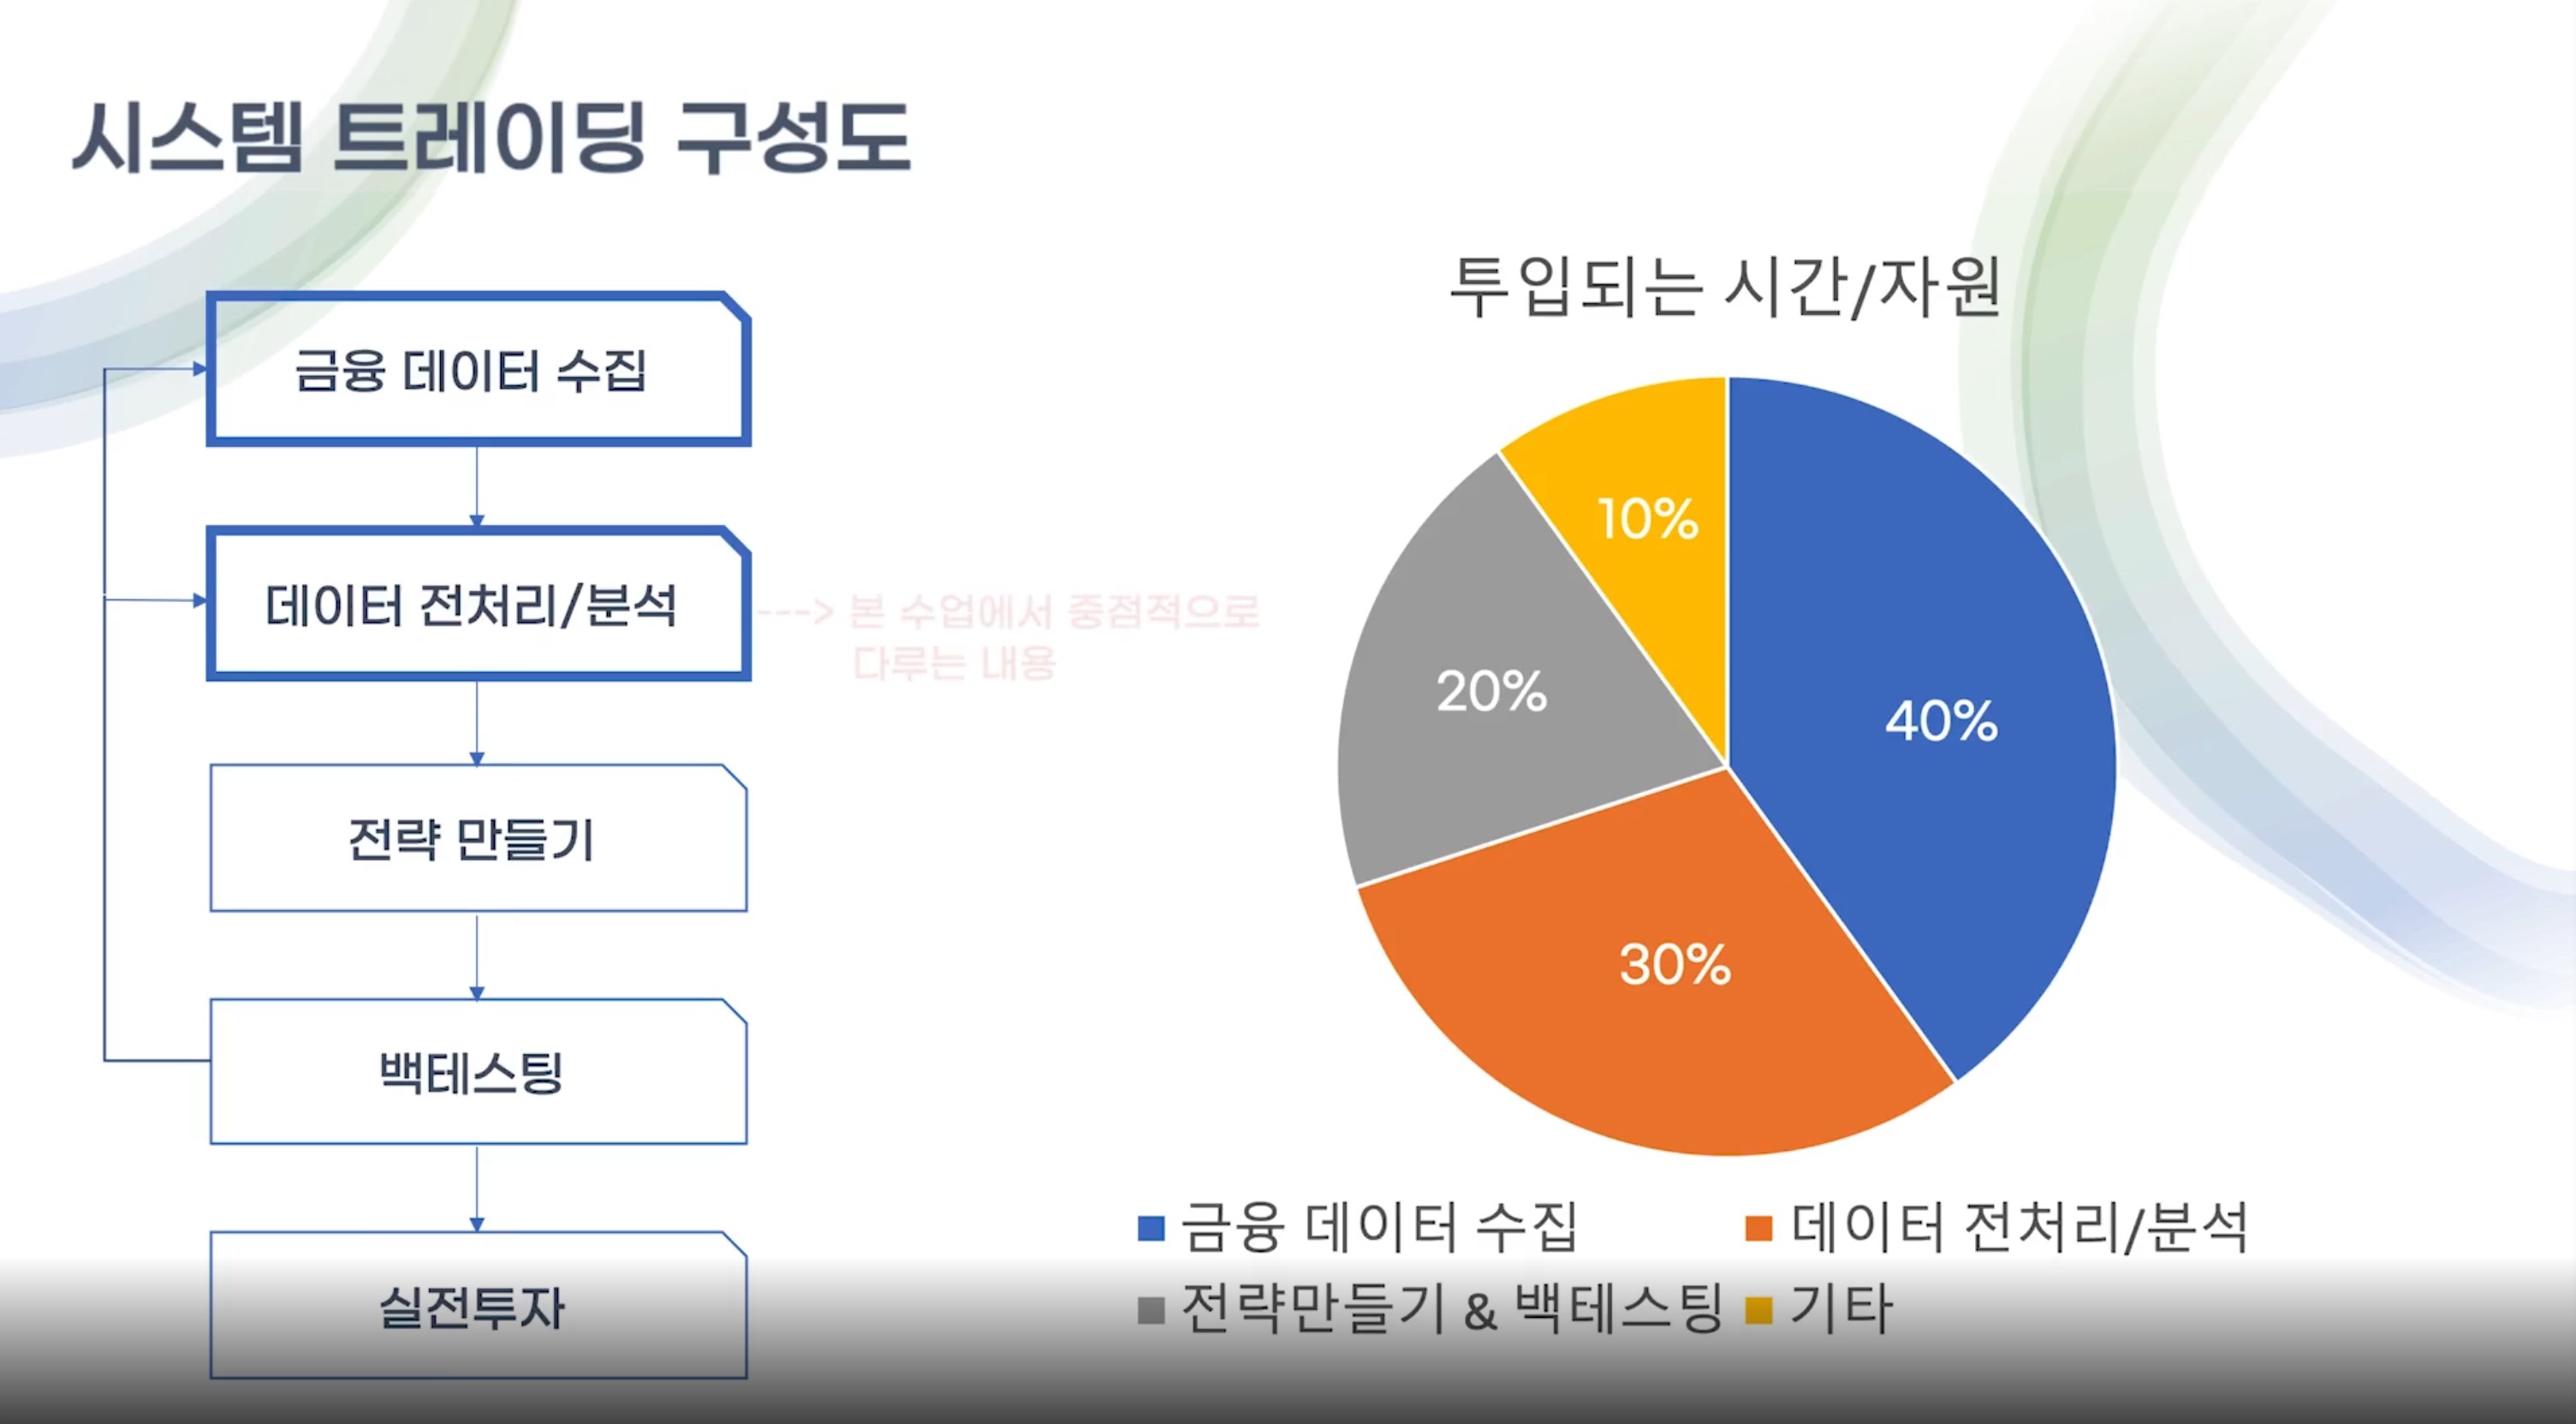 시스템 트레이딩 구성도
금융 데이터 수집
데이터 전처리/분석
---> 본 수업에서 중점적으로
다루는 내용
전략 만들기
백테스팅
실전투자
투입되는 시간/자원
10%
40%
20%
30%
금융 데이터 수집
데이터 전처리/분석
전략만들기 & 백테스팅
기타